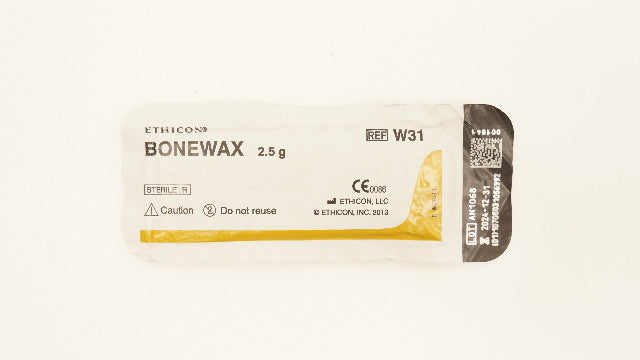 ETHICON®
BONEWAX 2.5 g
REF W31
STERILE R
CE 0086
ETHICON, LLC
© ETHICON, INC. 2013
Caution Do not reuse
LOT AN1068
2024-12-31